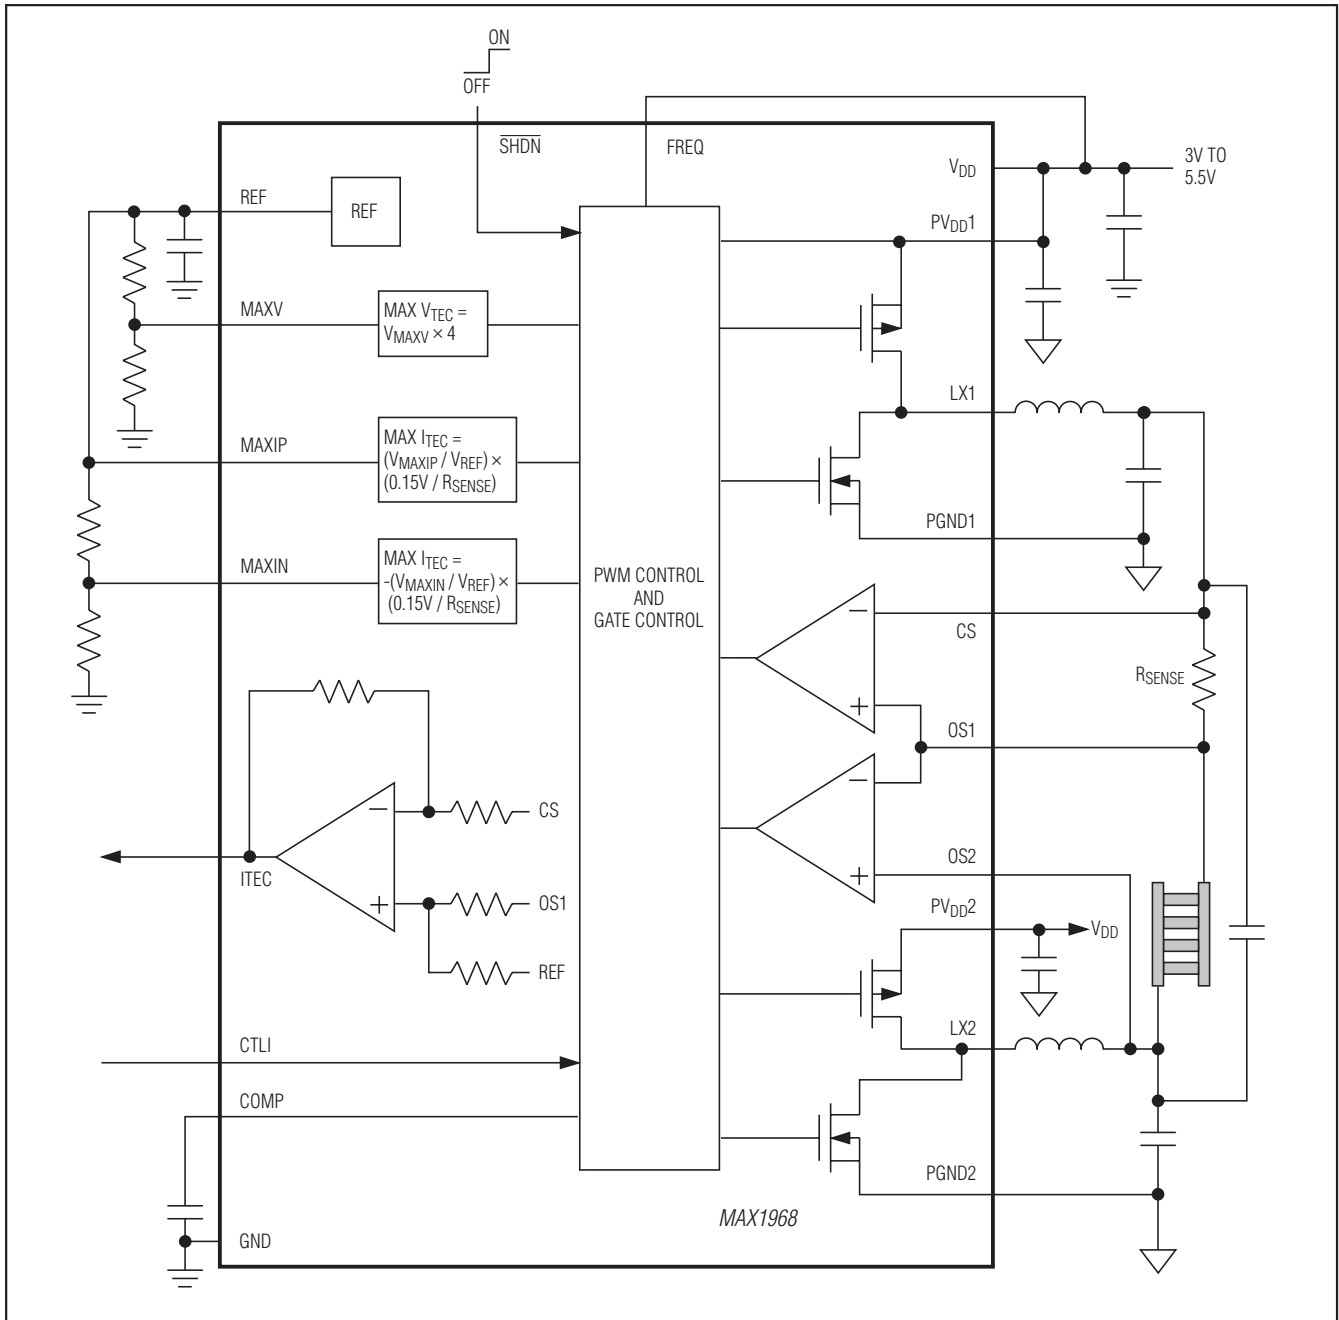 ON
OFF
SHDN
FREQ
VDD
3V TO
5.5V
REF
REF
PVDD1
MAXV
MAX VTEC =
VMAXV × 4
LX1
MAXIP
MAX ITEC =
(VMAXIP / VREF) ×
(0.15V / RSENSE)
PGND1
MAXIN
MAX ITEC =
-(VMAXIN / VREF) ×
(0.15V / RSENSE)
PWM CONTROL
AND
GATE CONTROL
−
CS
RSENSE
+
OS1
−
−
CS
OS2
+
ITEC
+
OS1
PVDD2
VDD
REF
LX2
CTLI
COMP
PGND2
MAX1968
GND